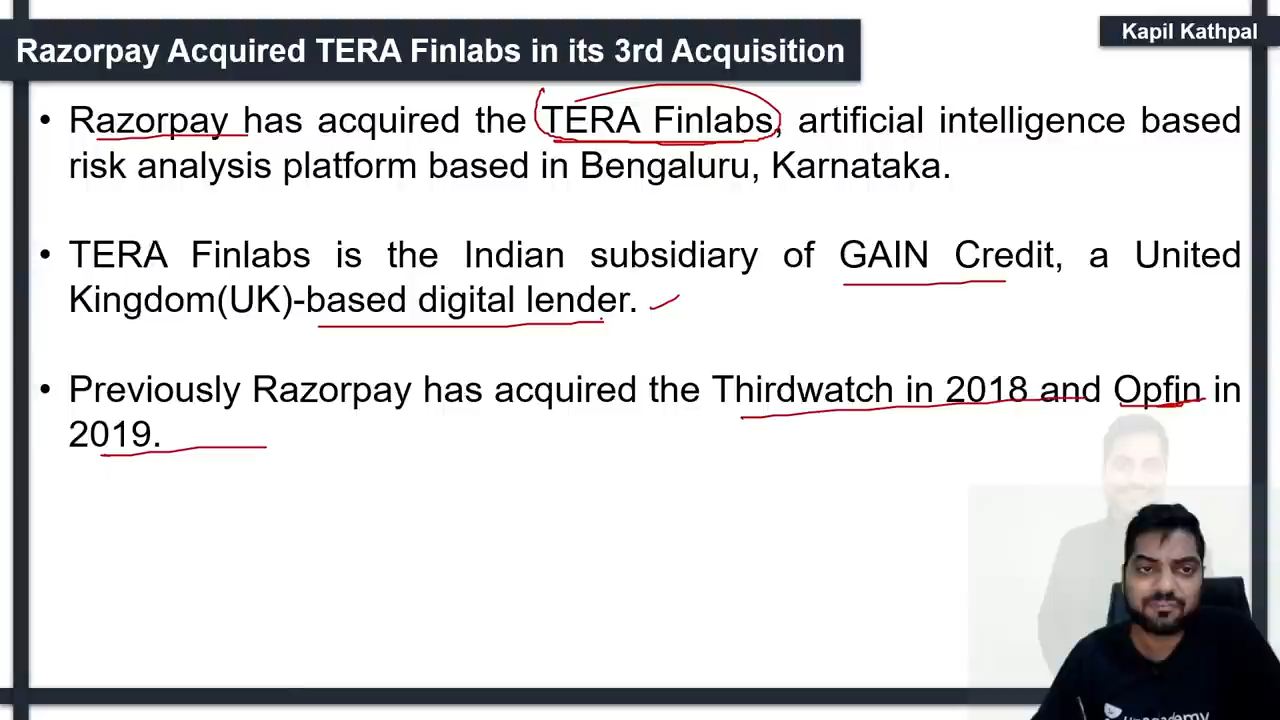 Razorpay Acquired TERA Finlabs in its 3rd Acquisition
Kapil Kathpal
• Razorpay has acquired the TERA Finlabs, artificial intelligence based
risk analysis platform based in Bengaluru, Karnataka.
• TERA Finlabs is the Indian subsidiary of GAIN Credit, a United
Kingdom(UK)-based digital lender.
• Previously Razorpay has acquired the Thirdwatch in 2018 and Opfin in
2019.